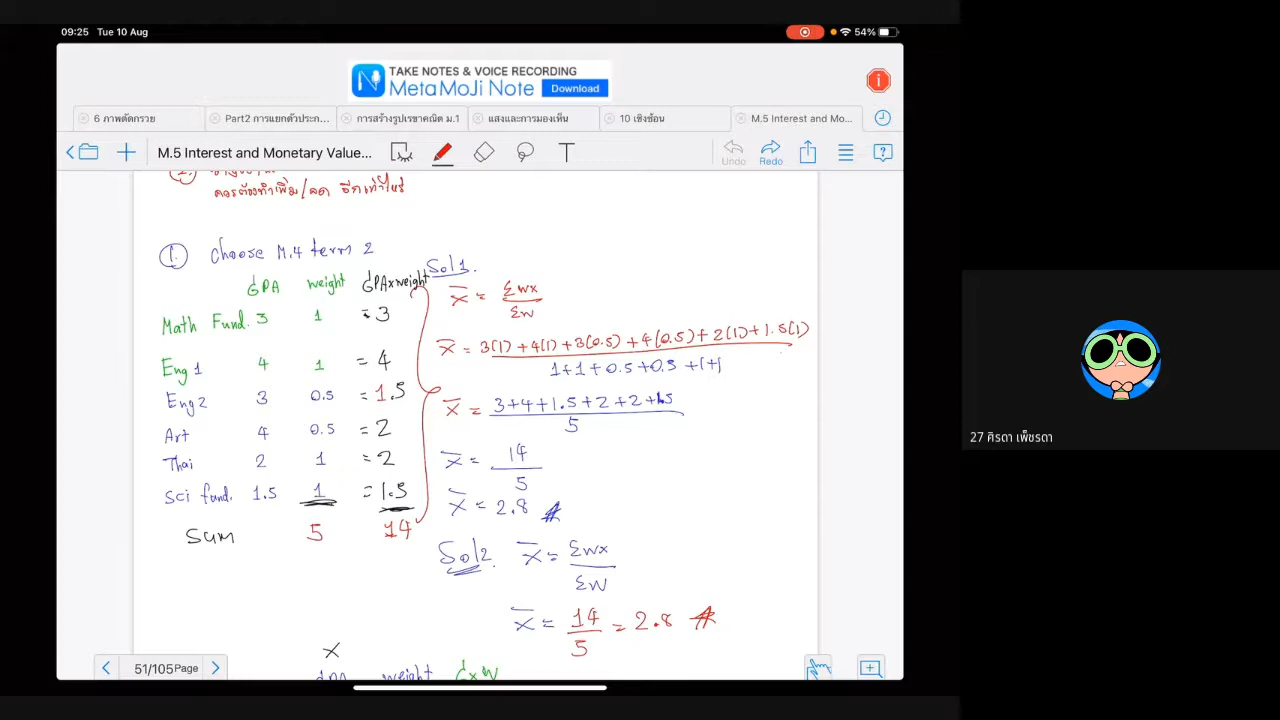 09:25 Tue 10 Aug
54%
TAKE NOTES & VOICE RECORDING
MetaMoJi Note Download
6 ภาพตัดกรวย
Part2 การแยกตัวประก...
การสร้างรูปเรขาคณิต ม.1
แสงและการมองเห็น
10 เชิงซ้อน
M.5 Interest and Mo...
M.5 Interest and Monetary Value...
T
Undo
Redo
ควรต้องทำเพิ่ม/ลด อีกเท่าไหร่
1. Choose M.4 term 2
GPA weight GPAxweight
Math Fund. 3 1 = 3
Eng 1 4 1 = 4
Eng 2 3 0.5 = 1.5
Art 4 0.5 = 2
Thai 2 1 = 2
Sci fund. 1.5 1 = 1.5
Sum 5 14
Sol 1.
x̄ = Σwx / Σw
x̄ = 3(1)+4(1)+3(0.5)+4(0.5)+2(1)+1.5(1)
1+1+0.5+0.5+1+1
x̄ = 3+4+1.5+2+2+1.5
5
x̄ = 14
5
x̄ = 2.8 #
Sol 2. x̄ = Σwx
Σw
x̄ = 14 = 2.8 #
5
x
GPA weight GxW
51/105Page
27 ศิรดา เพ็ชรดา